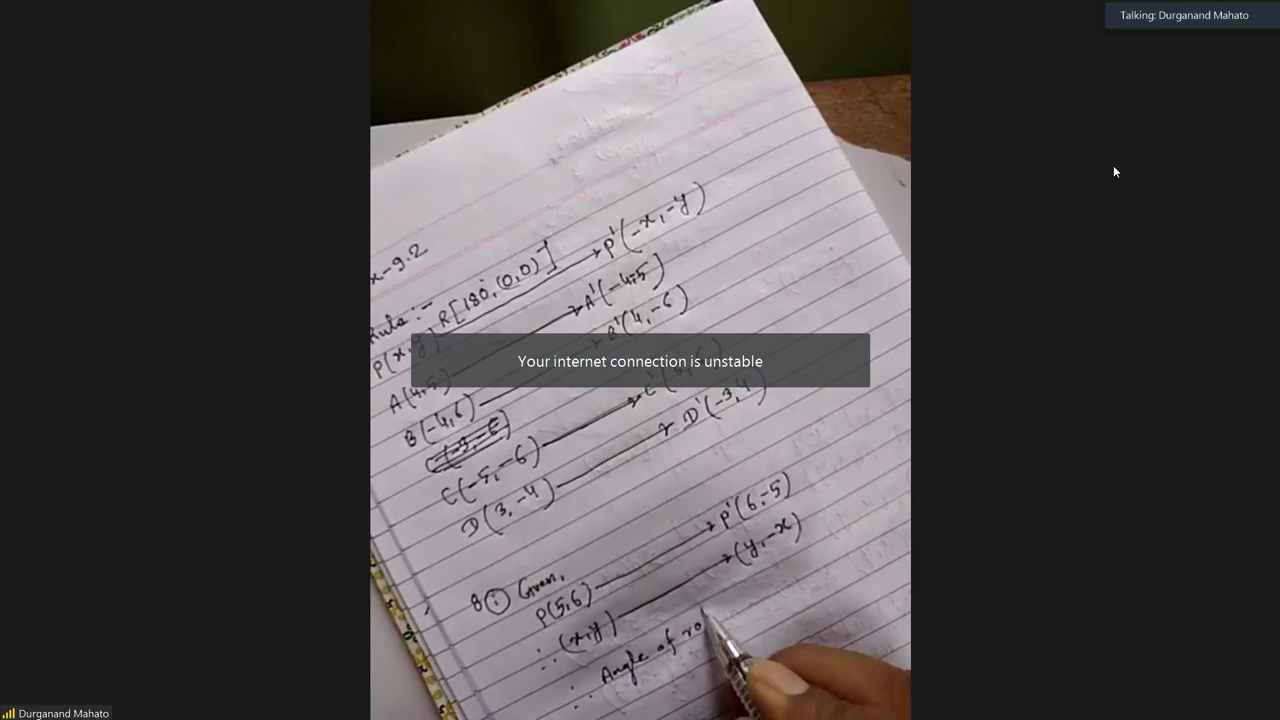 Talking: Durganand Mahato
x-9.2
Rule:-
P(x,y) R[180°,(0,0)] → P'(-x,-y)
A(4,5) → A'(-4,-5)
B(-4,6) → B'(4,-6)
Your internet connection is unstable
C(-5,-6) → C'
D(3,-4) → D'(-3,4)
8 (i) Given,
P(5,6) → P'(6,-5)
∴ (x,y) → (y,-x)
∴ Angle of ro
Durganand Mahato